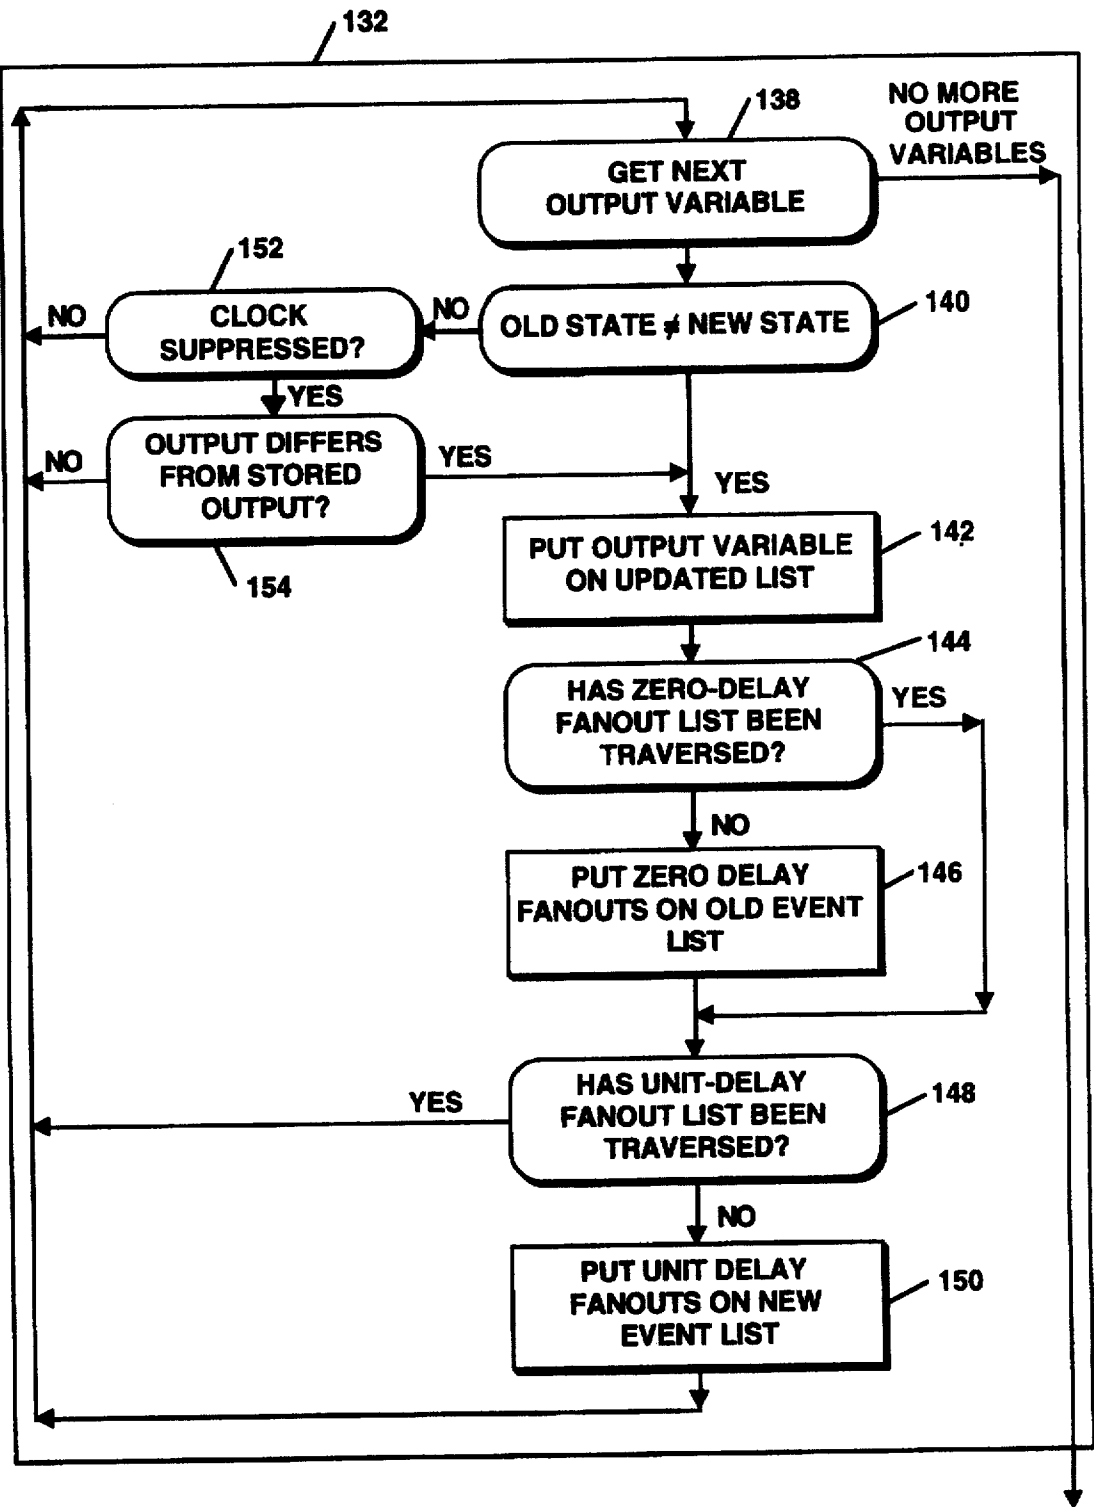 132
NO MORE
OUTPUT
VARIABLES
138
GET NEXT
OUTPUT VARIABLE
152
NO
CLOCK
SUPPRESSED?
NO
OLD STATE ≠ NEW STATE
140
YES
NO
OUTPUT DIFFERS
FROM STORED
OUTPUT?
YES
YES
154
PUT OUTPUT VARIABLE
ON UPDATED LIST
142
144
HAS ZERO-DELAY
FANOUT LIST BEEN
TRAVERSED?
YES
NO
PUT ZERO DELAY
FANOUTS ON OLD EVENT
LIST
146
YES
HAS UNIT-DELAY
FANOUT LIST BEEN
TRAVERSED?
148
NO
PUT UNIT DELAY
FANOUTS ON NEW
EVENT LIST
150